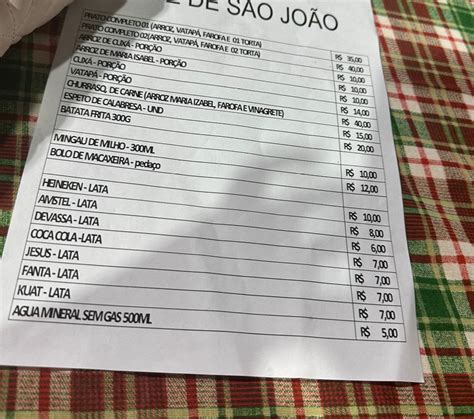 E DE SÃO JOÃO
PRATO COMPLETO 01 (ARROZ, VATAPÁ, FAROFA E 01 TORTA) R$ 35,00
PRATO COMPLETO 02(ARROZ, VATAPÁ, FAROFA E 02 TORTA) R$ 40,00
ARROZ DE CUXÁ - PORÇÃO R$ 10,00
ARROZ DE MARIA ISABEL - PORÇÃO R$ 10,00
CUXÁ - PORÇÃO R$ 10,00
VATAPÁ - PORÇÃO R$ 14,00
CHURRASO, DE CARNE (ARROZ MARIA IZABEL, FAROFA E VINAGRETE) R$ 40,00
ESPETO DE CALABRESA - UND R$ 15,00
BATATA FRITA 300G R$ 20,00
MINGAU DE MILHO - 300ML R$ 10,00
BOLO DE MACAXEIRA - pedaço R$ 12,00
HEINEKEN - LATA R$ 10,00
AMSTEL - LATA R$ 8,00
DEVASSA - LATA R$ 6,00
COCA COLA -LATA R$ 7,00
JESUS - LATA R$ 7,00
FANTA - LATA R$ 7,00
KUAT - LATA R$ 7,00
AGUA MINERAL SEM GAS 500ML R$ 5,00